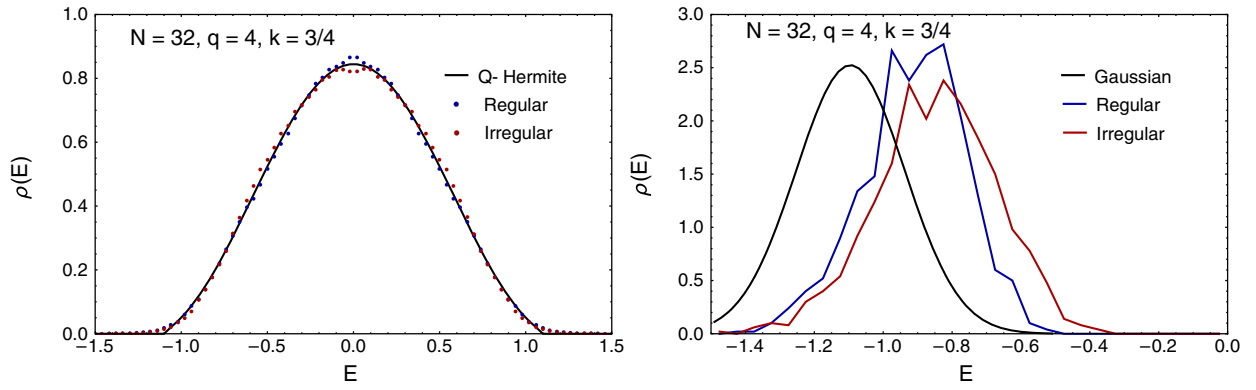 N = 32, q = 4, k = 3/4
Q- Hermite
Regular
Irregular
ρ(E)
1.0
0.8
0.6
0.4
0.2
0.0
−1.5
−1.0
−0.5
0.0
0.5
1.0
1.5
E
N = 32, q = 4, k = 3/4
Gaussian
Regular
Irregular
ρ(E)
3.0
2.5
2.0
1.5
1.0
0.5
0.0
−1.4
−1.2
−1.0
−0.8
−0.6
−0.4
−0.2
0.0
E